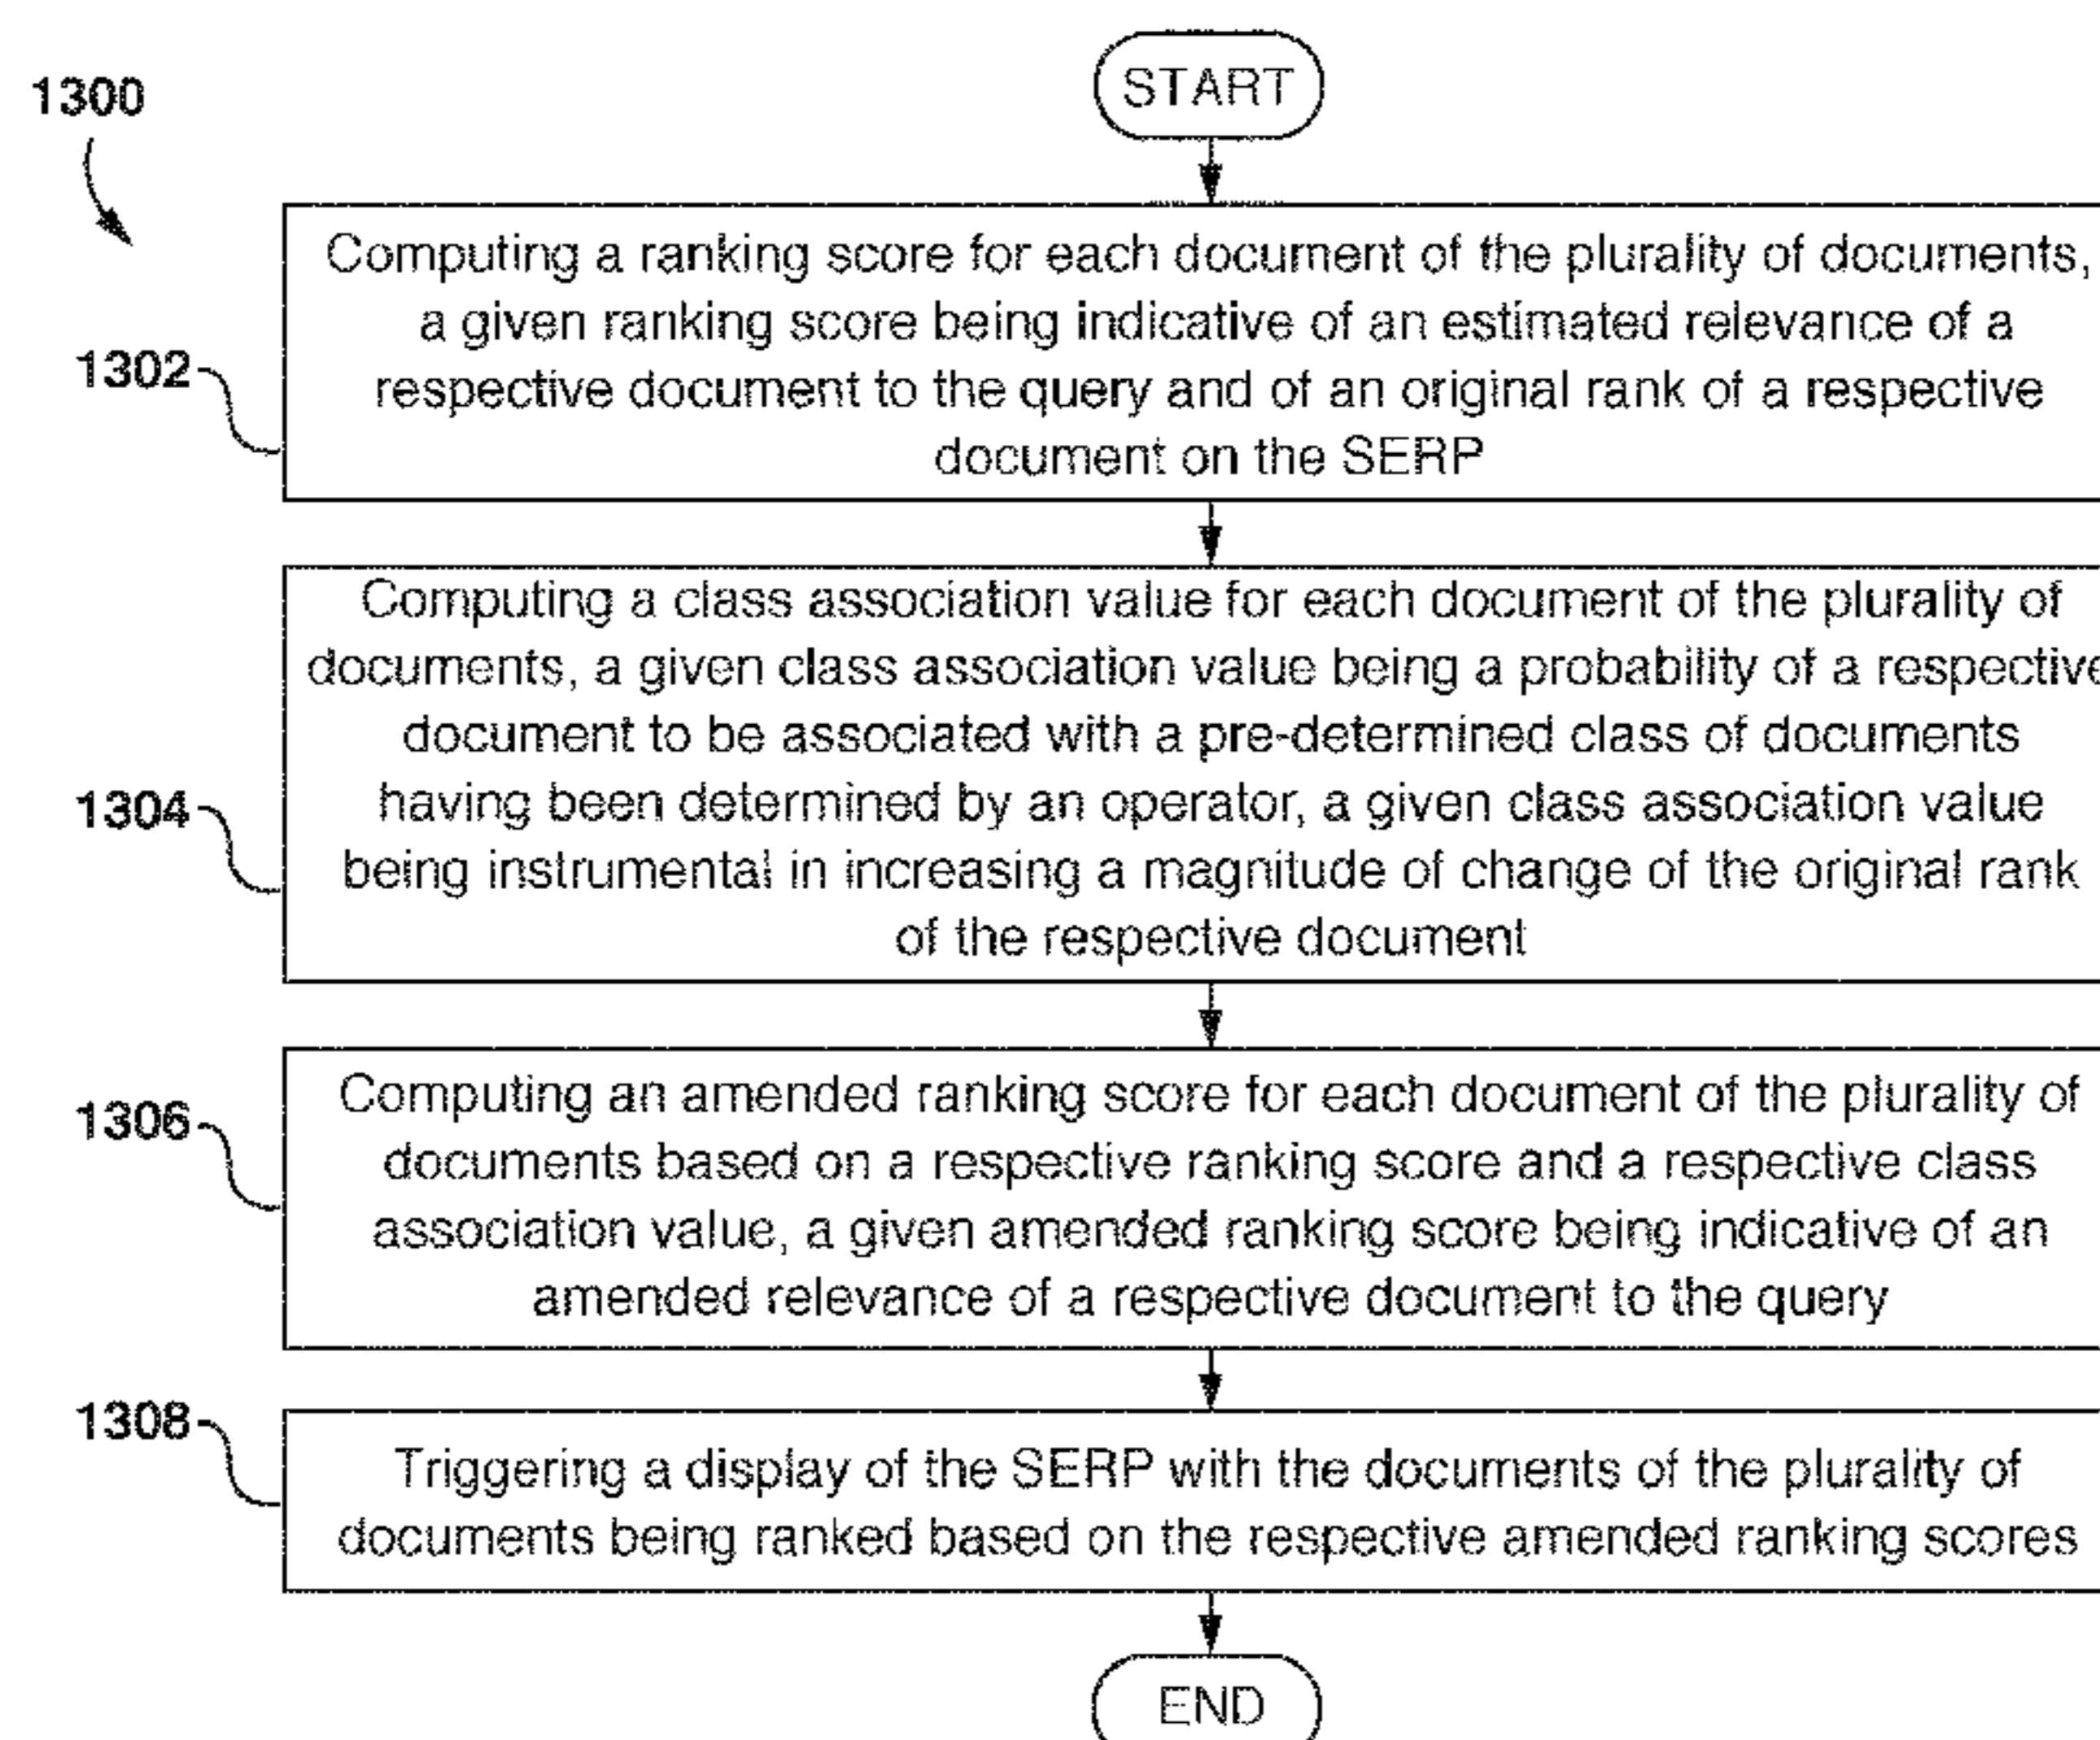 1300
START
Computing a ranking score for each document of the plurality of documents,
a given ranking score being indicative of an estimated relevance of a
1302
respective document to the query and of an original rank of a respective
document on the SERP
Computing a class association value for each document of the plurality of
documents, a given class association value being a probability of a respective
document to be associated with a pre-determined class of documents
1304
having been determined by an operator, a given class association value
being instrumental in increasing a magnitude of change of the original rank
of the respective document
Computing an amended ranking score for each document of the plurality of
1306
documents based on a respective ranking score and a respective class
association value, a given amended ranking score being indicative of an
amended relevance of a respective document to the query
1308
Triggering a display of the SERP with the documents of the plurality of
documents being ranked based on the respective amended ranking scores
END